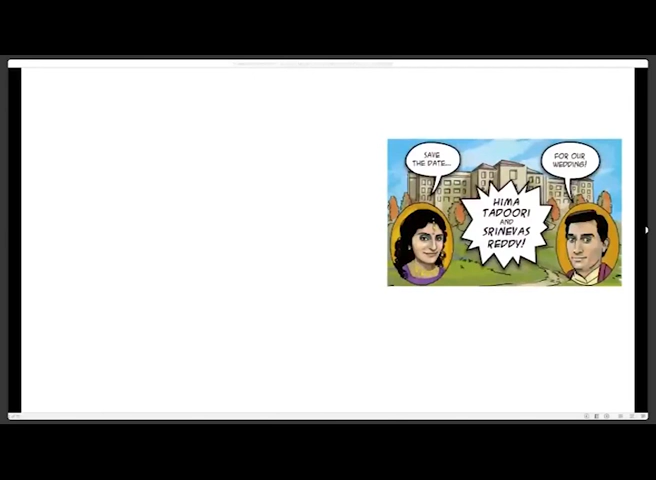 SAVE
THE DATE...
FOR OUR
WEDDING!
HIMA
TADOORI
AND
SRINEVAS
REDDY!